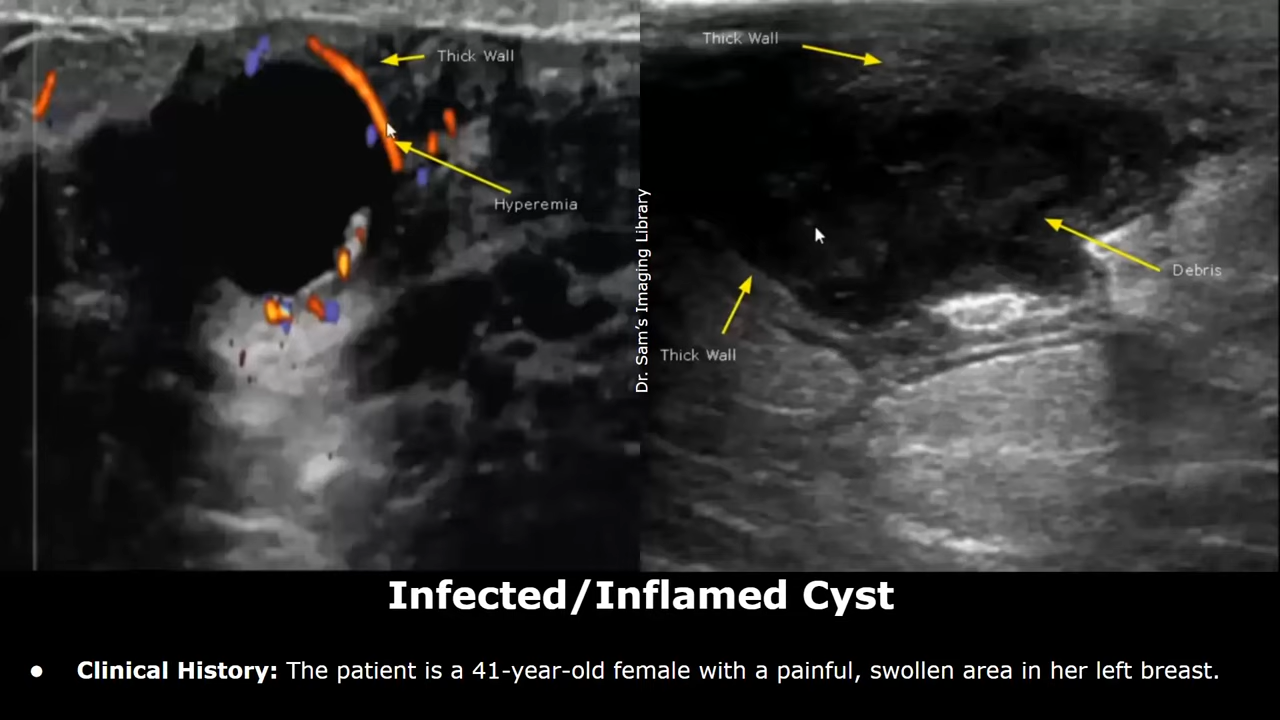 Thick Wall
Hyperemia
Dr. Sam's Imaging Library
Thick Wall
Debris
Thick Wall
Infected/Inflamed Cyst
● Clinical History: The patient is a 41-year-old female with a painful, swollen area in her left breast.